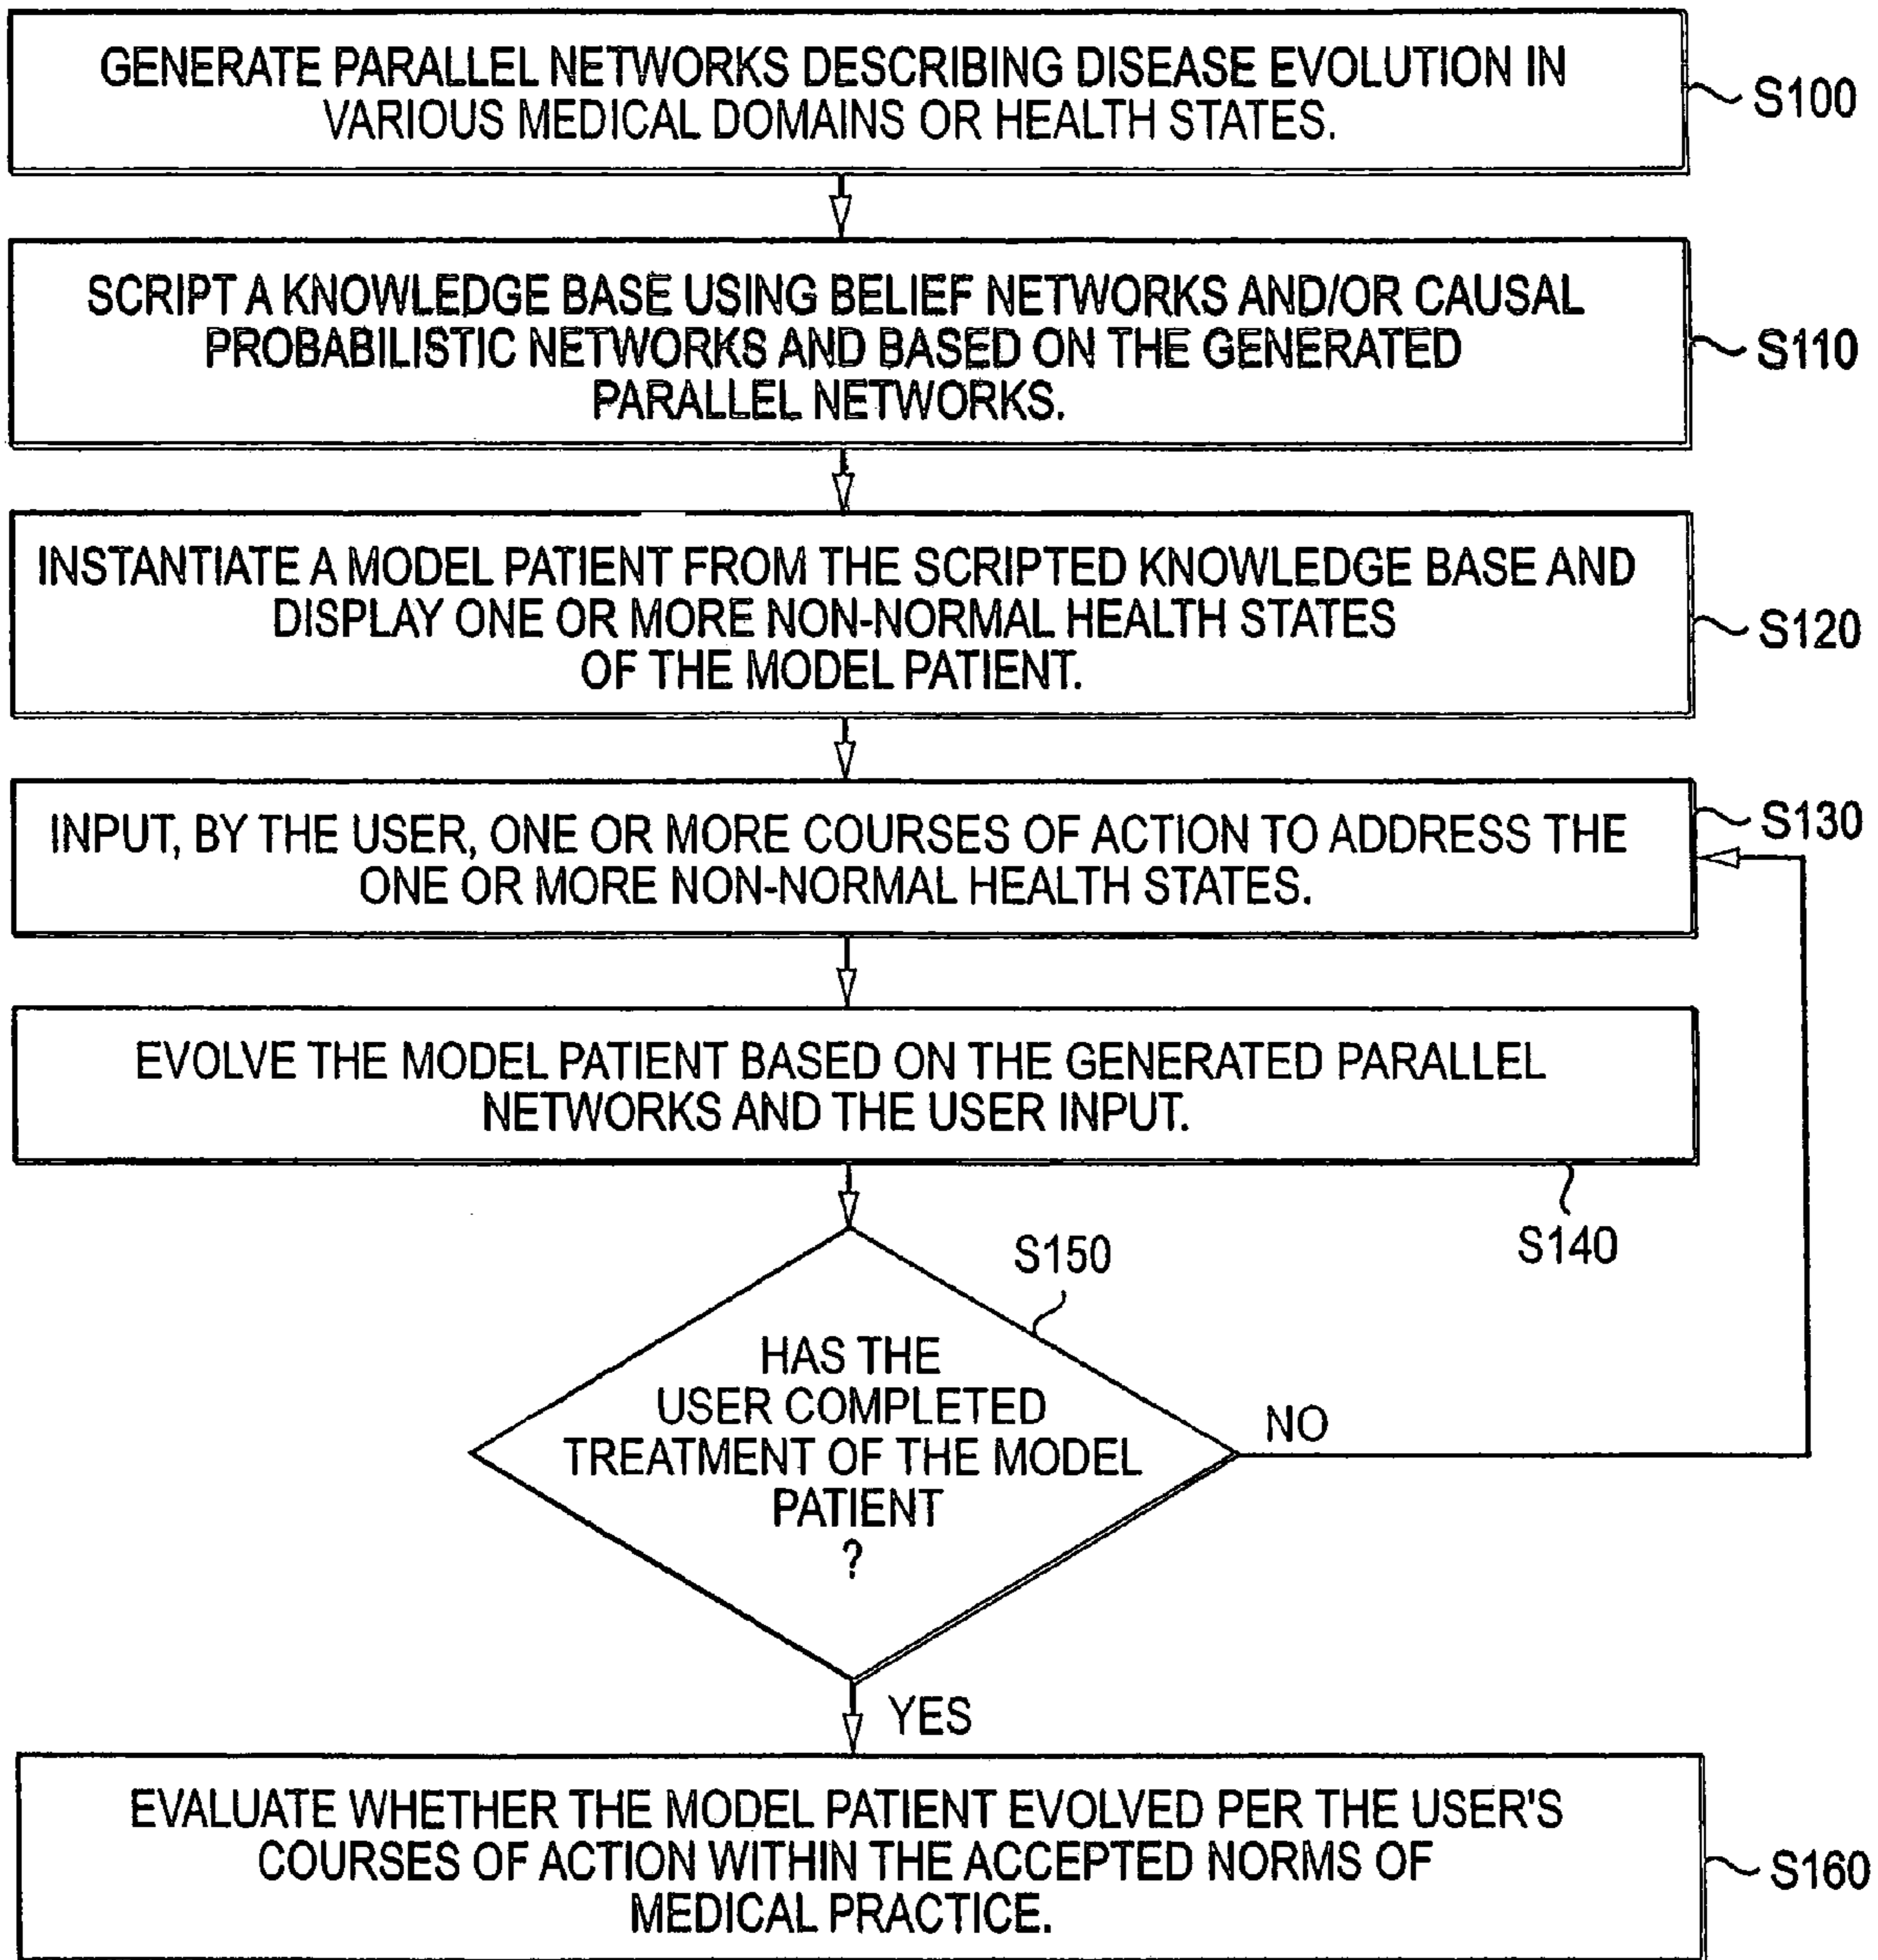 GENERATE PARALLEL NETWORKS DESCRIBING DISEASE EVOLUTION IN
VARIOUS MEDICAL DOMAINS OR HEALTH STATES.
S100
SCRIPT A KNOWLEDGE BASE USING BELIEF NETWORKS AND/OR CAUSAL
PROBABILISTIC NETWORKS AND BASED ON THE GENERATED
PARALLEL NETWORKS.
S110
INSTANTIATE A MODEL PATIENT FROM THE SCRIPTED KNOWLEDGE BASE AND
DISPLAY ONE OR MORE NON-NORMAL HEALTH STATES
OF THE MODEL PATIENT.
S120
INPUT, BY THE USER, ONE OR MORE COURSES OF ACTION TO ADDRESS THE
ONE OR MORE NON-NORMAL HEALTH STATES.
S130
EVOLVE THE MODEL PATIENT BASED ON THE GENERATED PARALLEL
NETWORKS AND THE USER INPUT.
S140
S150
HAS THE
USER COMPLETED
TREATMENT OF THE MODEL
PATIENT
?
NO
YES
EVALUATE WHETHER THE MODEL PATIENT EVOLVED PER THE USER'S
COURSES OF ACTION WITHIN THE ACCEPTED NORMS OF
MEDICAL PRACTICE.
S160